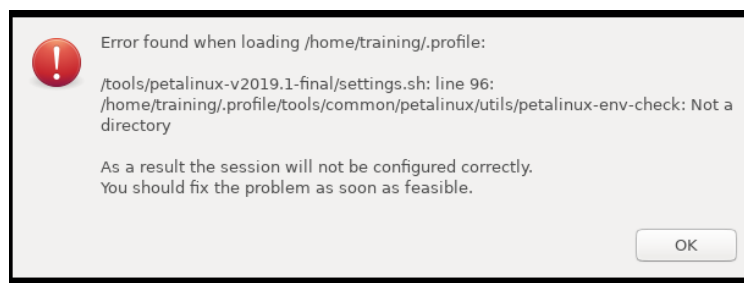 Error found when loading /home/training/.profile:
/tools/petalinux-v2019.1-final/settings.sh: line 96:
/home/training/.profile/tools/common/petalinux/utils/petalinux-env-check: Not a
directory
As a result the session will not be configured correctly.
You should fix the problem as soon as feasible.
OK